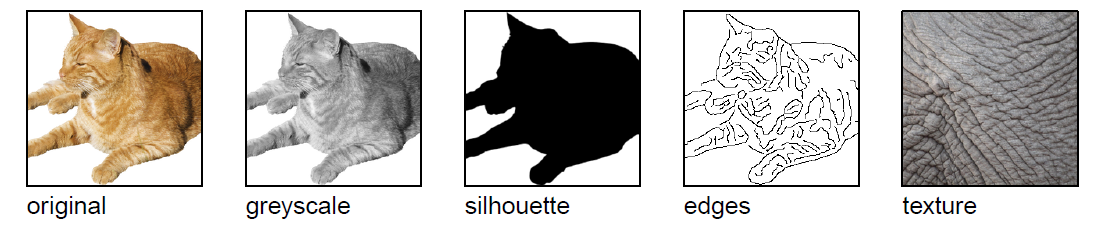 original
greyscale
silhouette
edges
texture